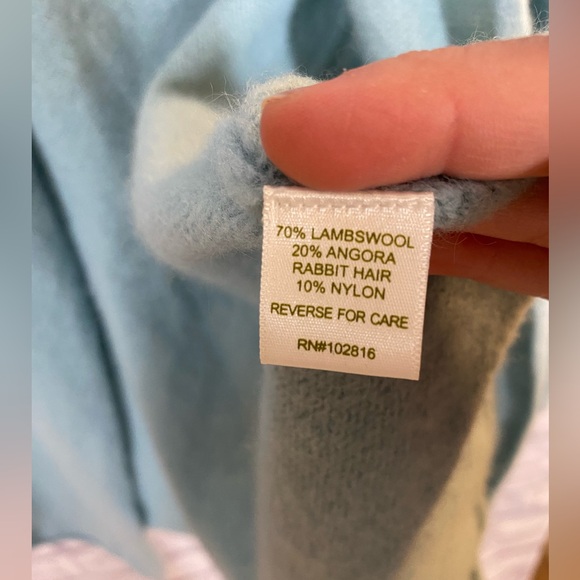 70% LAMBSWOOL
20% ANGORA
RABBIT HAIR
10% NYLON
REVERSE FOR CARE
RN#102816